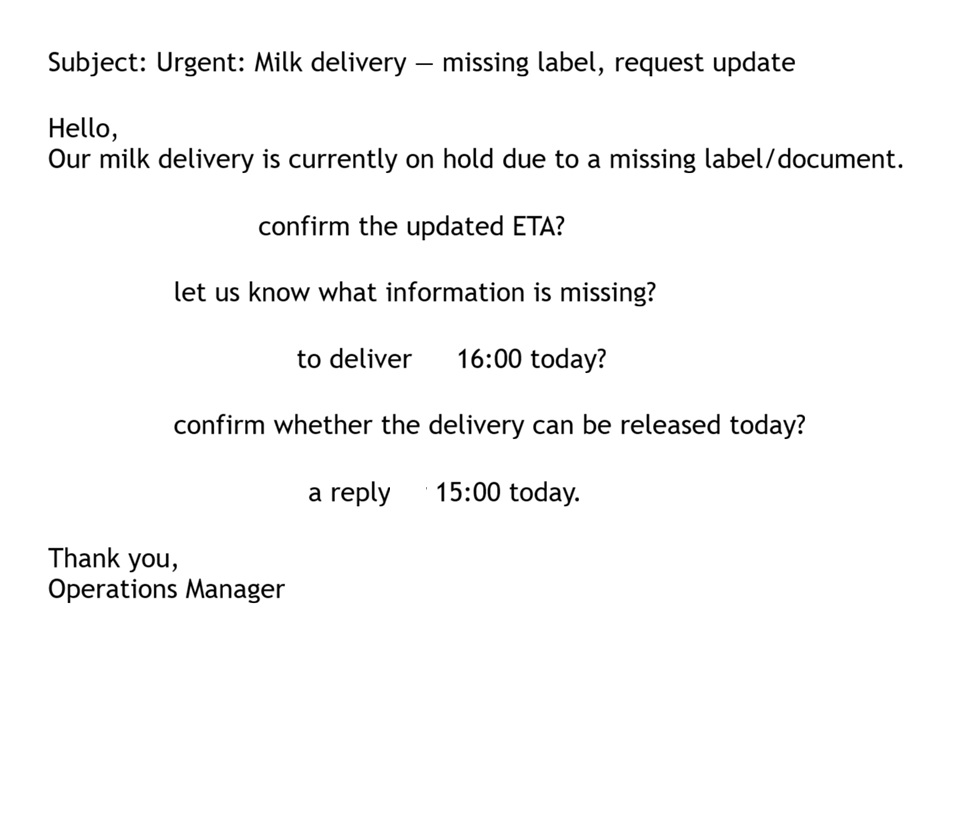 Subject: Urgent: Milk delivery — missing label, request update
Hello,
Our milk delivery is currently on hold due to a missing label/document.
confirm the updated ETA?
let us know what information is missing?
to deliver 16:00 today?
confirm whether the delivery can be released today?
a reply 15:00 today.
Thank you,
Operations Manager